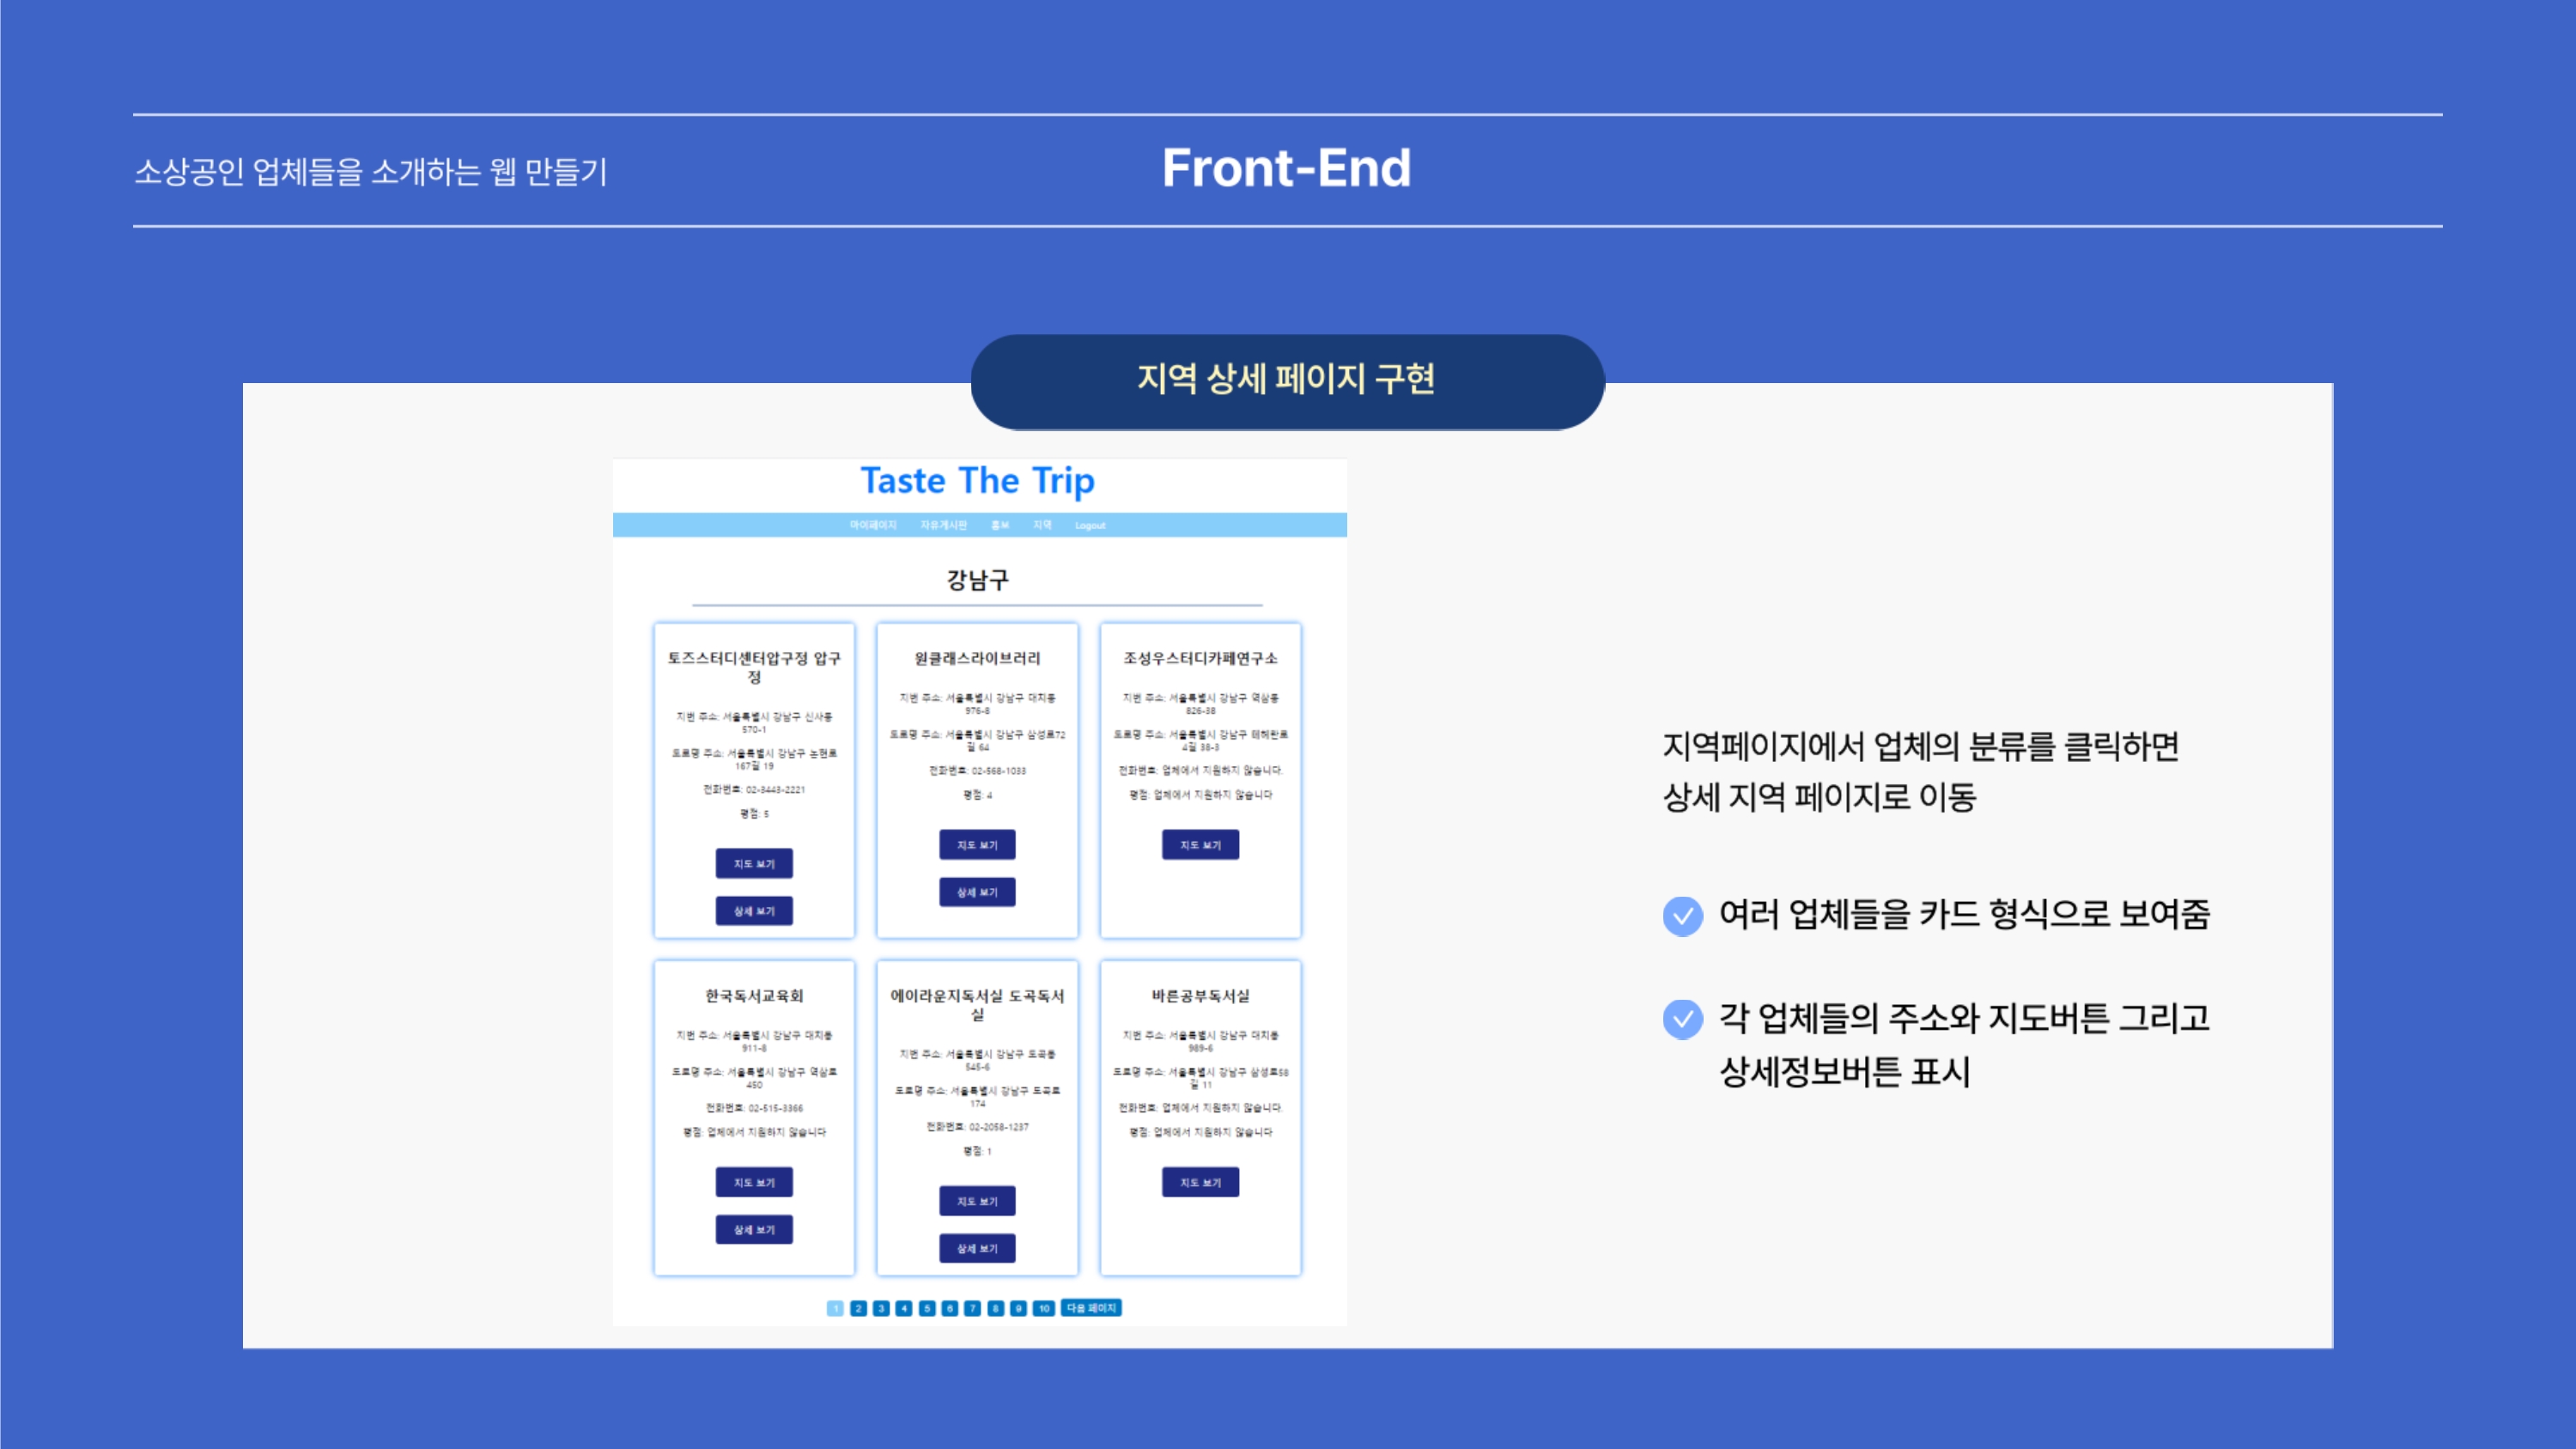 소상공인 업체들을 소개하는 웹 만들기
Front-End
지역 상세 페이지 구현
Taste The Trip
마이페이지 자유게시판 홍보 지역 Logout
강남구
토즈스터디센터압구정 압구
정
지번 주소: 서울특별시 강남구 신사동
570-1
도로명 주소: 서울특별시 강남구 논현로
167길 19
전화번호: 02-3443-2221
평점: 5
지도 보기
상세 보기
원클래스라이브러리
지번 주소: 서울특별시 강남구 대치동
976-8
도로명 주소: 서울특별시 강남구 삼성로72
길 64
전화번호: 02-568-1033
평점: 4
지도 보기
상세 보기
조성우스터디카페연구소
지번 주소: 서울특별시 강남구 역삼동
826-38
도로명 주소: 서울특별시 강남구 테헤란로
4길 38-3
전화번호: 업체에서 지원하지 않습니다.
평점: 업체에서 지원하지 않습니다
지도 보기
한국독서교육회
지번 주소: 서울특별시 강남구 대치동
911-8
도로명 주소: 서울특별시 강남구 역삼로
450
전화번호: 02-515-3366
평점: 업체에서 지원하지 않습니다
지도 보기
상세 보기
에이라운지독서실 도곡독서
실
지번 주소: 서울특별시 강남구 도곡동
545-6
도로명 주소: 서울특별시 강남구 도곡로
174
전화번호: 02-2058-1237
평점: 1
지도 보기
상세 보기
바른공부독서실
지번 주소: 서울특별시 강남구 대치동
989-6
도로명 주소: 서울특별시 강남구 삼성로58
길 11
전화번호: 업체에서 지원하지 않습니다.
평점: 업체에서 지원하지 않습니다
지도 보기
1 2 3 4 5 6 7 8 9 10 다음 페이지
지역페이지에서 업체의 분류를 클릭하면
상세 지역 페이지로 이동
여러 업체들을 카드 형식으로 보여줌
각 업체들의 주소와 지도버튼 그리고
상세정보버튼 표시